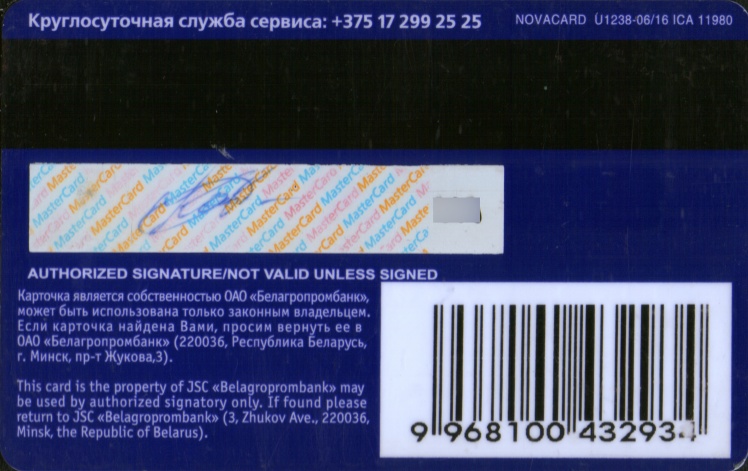 Круглосуточная служба сервиса: +375 17 299 25 25
NOVACARD U1238-06/16 ICA 11980
MasterCard MasterCard MasterCard
AUTHORIZED SIGNATURE/NOT VALID UNLESS SIGNED
Карточка является собственностью ОАО «Белагропромбанк»,
может быть использована только законным владельцем.
Если карточка найдена Вами, просим вернуть ее в
ОАО «Белагропромбанк» (220036, Республика Беларусь,
г. Минск, пр-т Жукова,3).
This card is the property of JSC «Belagroprombank» may
be used by authorized signatory only. If found please
return to JSC «Belagroprombank» (3, Zhukov Ave., 220036,
Minsk, the Republic of Belarus).
9 968100 43293